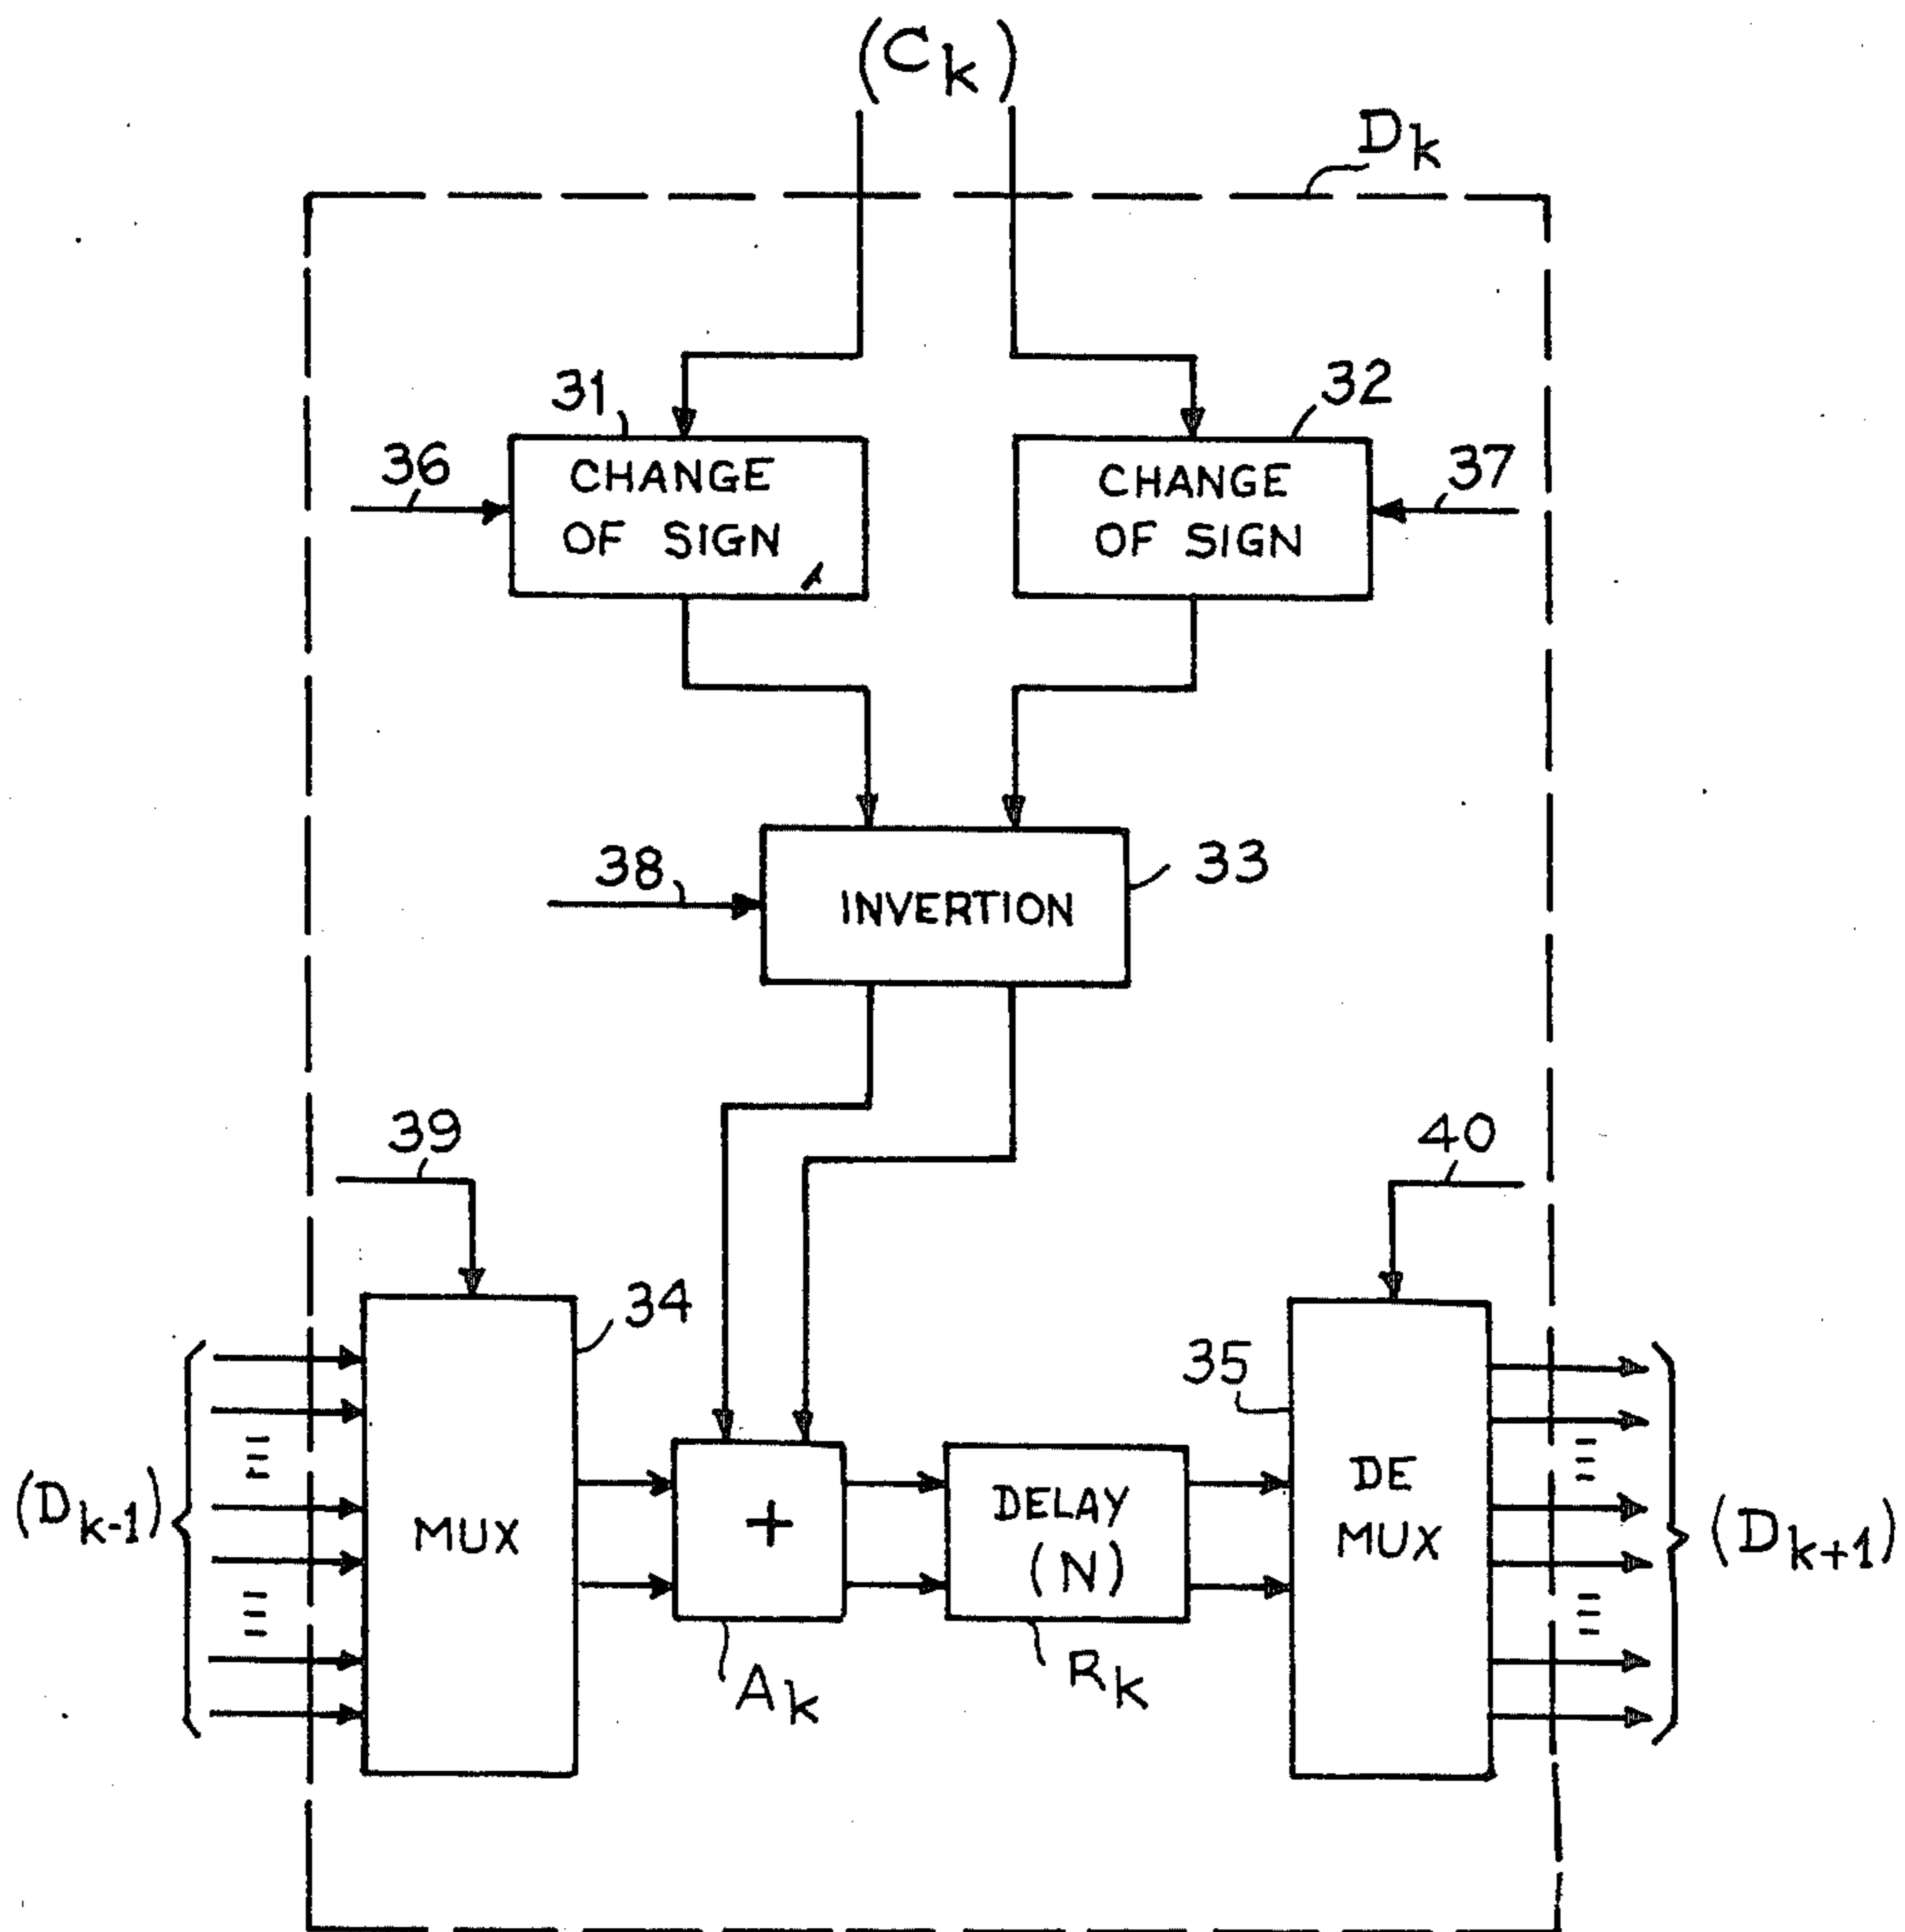 (Ck)
Dk
31
32
36
37
CHANGE
OF SIGN
CHANGE
OF SIGN
38
33
INVERTION
39
40
34
35
(Dk-1)
MUX
+
DELAY
(N)
DE
MUX
(Dk+1)
Ak
Rk